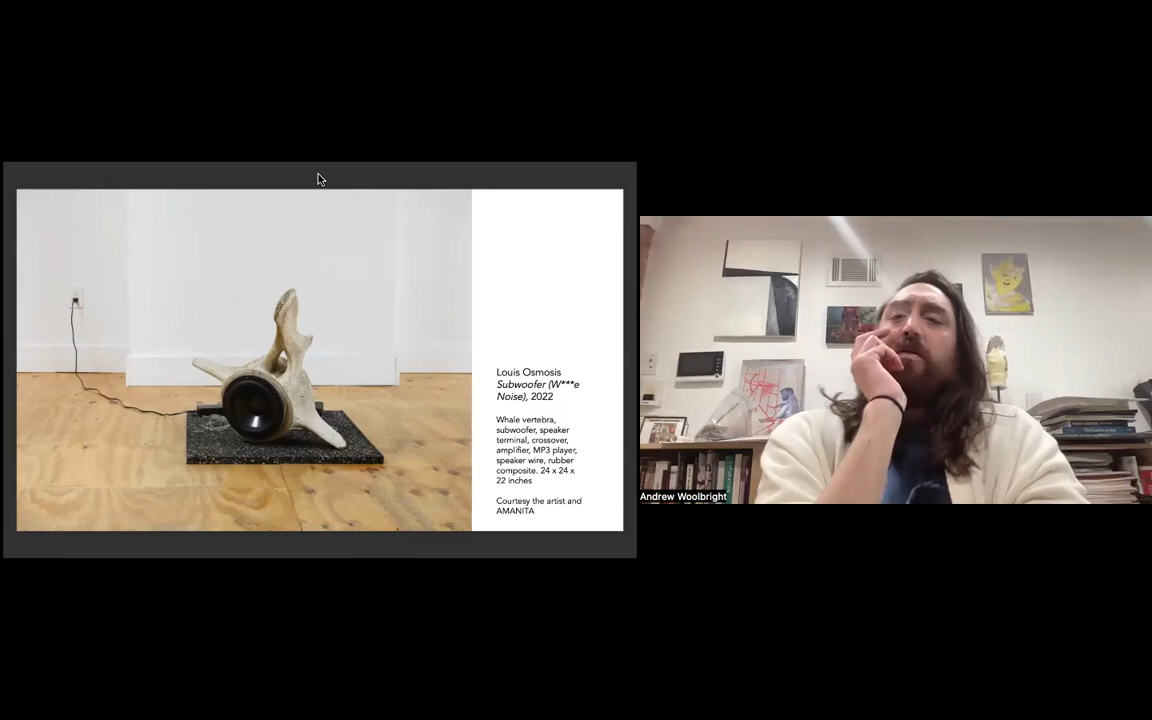 Louis Osmosis
Subwoofer (W***e
Noise), 2022
Whale vertebra,
subwoofer, speaker
terminal, crossover,
amplifier, MP3 player,
speaker wire, rubber
composite. 24 x 24 x
22 inches
Courtesy the artist and
AMANITA
Andrew Woolbright